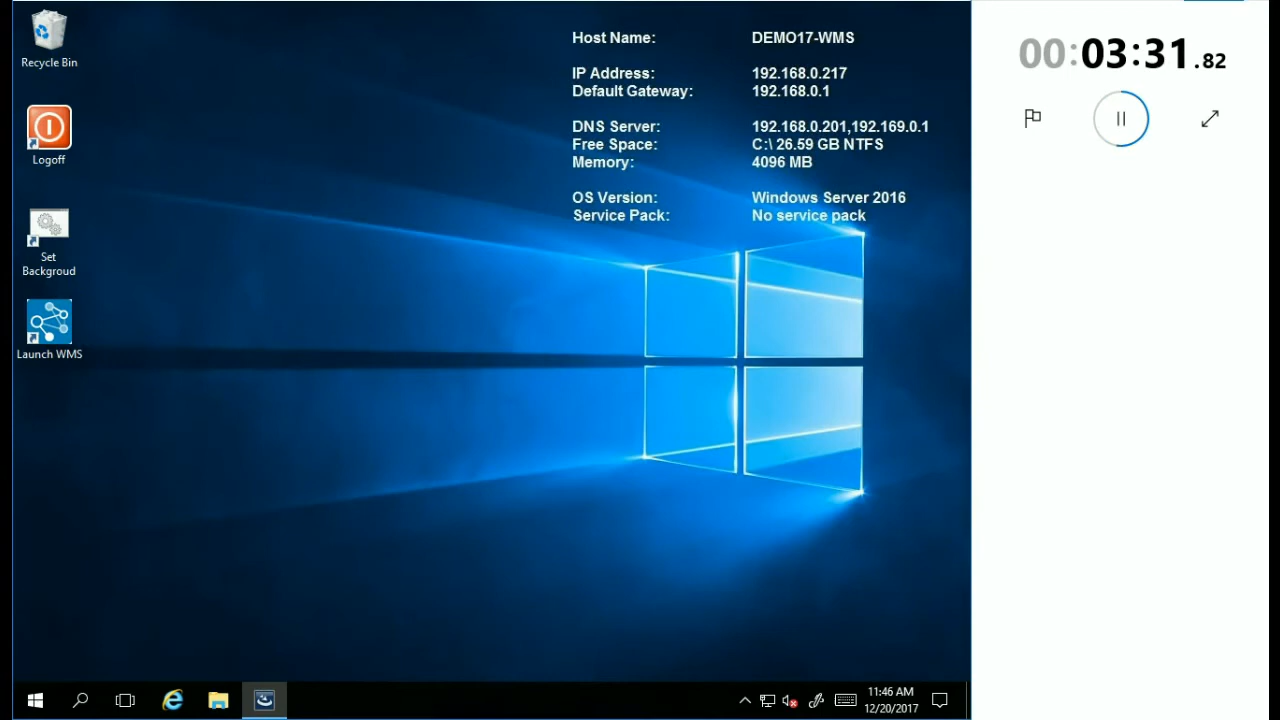 Recycle Bin
Logoff
Set
Backgroud
Launch WMS
Host Name: DEMO17-WMS
IP Address: 192.168.0.217
Default Gateway: 192.168.0.1
DNS Server: 192.168.0.201,192.169.0.1
Free Space: C:\ 26.59 GB NTFS
Memory: 4096 MB
OS Version: Windows Server 2016
Service Pack: No service pack
00:03:31.82
11:46 AM
12/20/2017